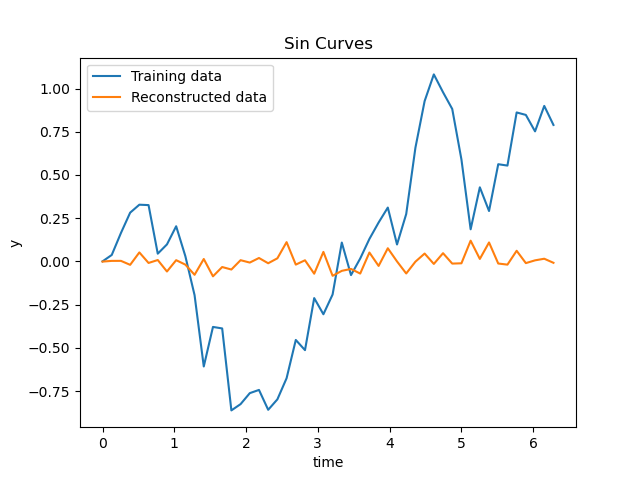 Sin Curves
Training data
Reconstructed data
1.00
0.75
0.50
0.25
0.00
−0.25
−0.50
−0.75
y
0 1 2 3 4 5 6
time